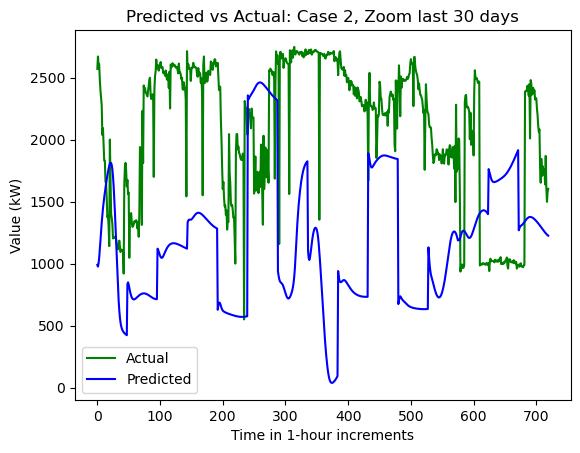 Predicted vs Actual: Case 2, Zoom last 30 days
Value (kW)
2500
2000
1500
1000
500
0
Actual
Predicted
0 100 200 300 400 500 600 700
Time in 1-hour increments